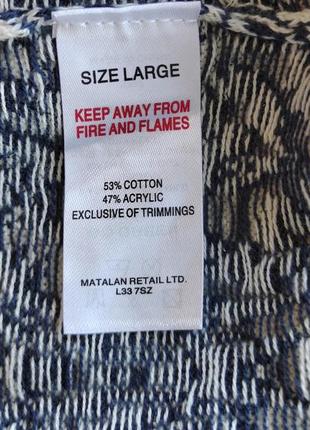 SIZE LARGE
KEEP AWAY FROM
FIRE AND FLAMES
53% COTTON
47% ACRYLIC
EXCLUSIVE OF TRIMMINGS
MATALAN RETAIL LTD.
L33 7SZ